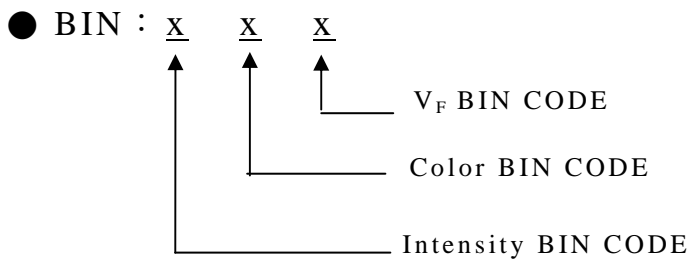 ● BIN : x x x
V_F BIN CODE
Color BIN CODE
Intensity BIN CODE